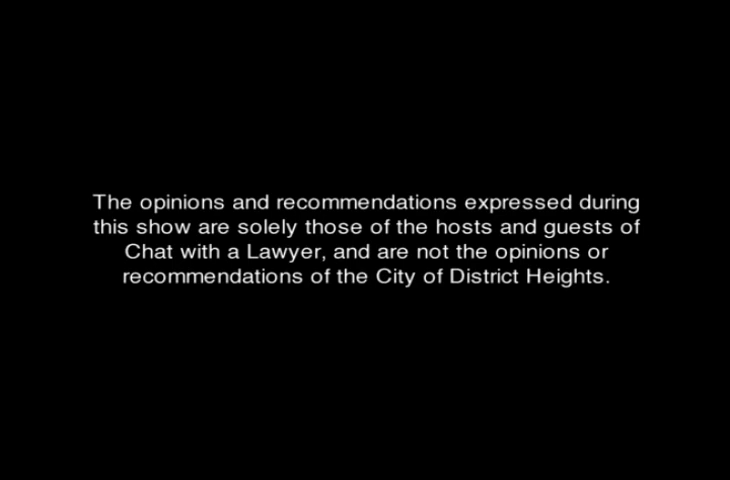 The opinions and recommendations expressed during
this show are solely those of the hosts and guests of
Chat with a Lawyer, and are not the opinions or
recommendations of the City of District Heights.